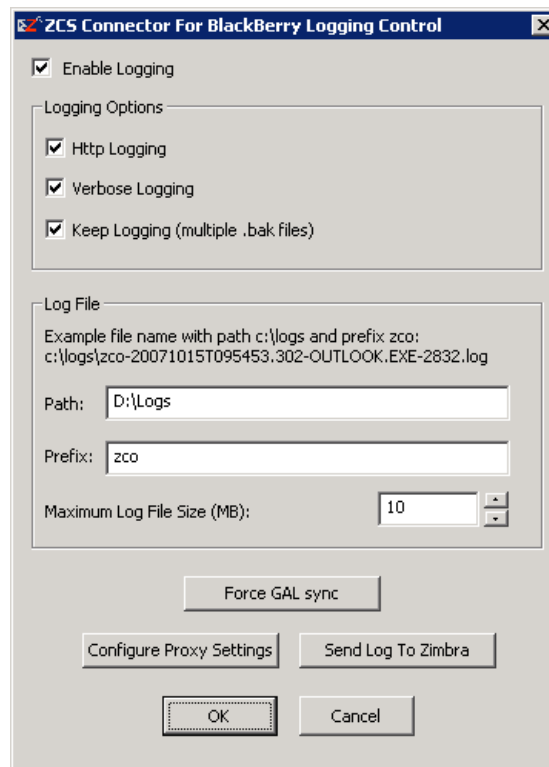 ZCS Connector For BlackBerry Logging Control
Enable Logging
Logging Options
Http Logging
Verbose Logging
Keep Logging (multiple .bak files)
Log File
Example file name with path c:\logs and prefix zco:
c:\logs\zco-20071015T095453.302-OUTLOOK.EXE-2832.log
Path: D:\Logs
Prefix: zco
Maximum Log File Size (MB): 10
Force GAL sync
Configure Proxy Settings Send Log To Zimbra
OK Cancel